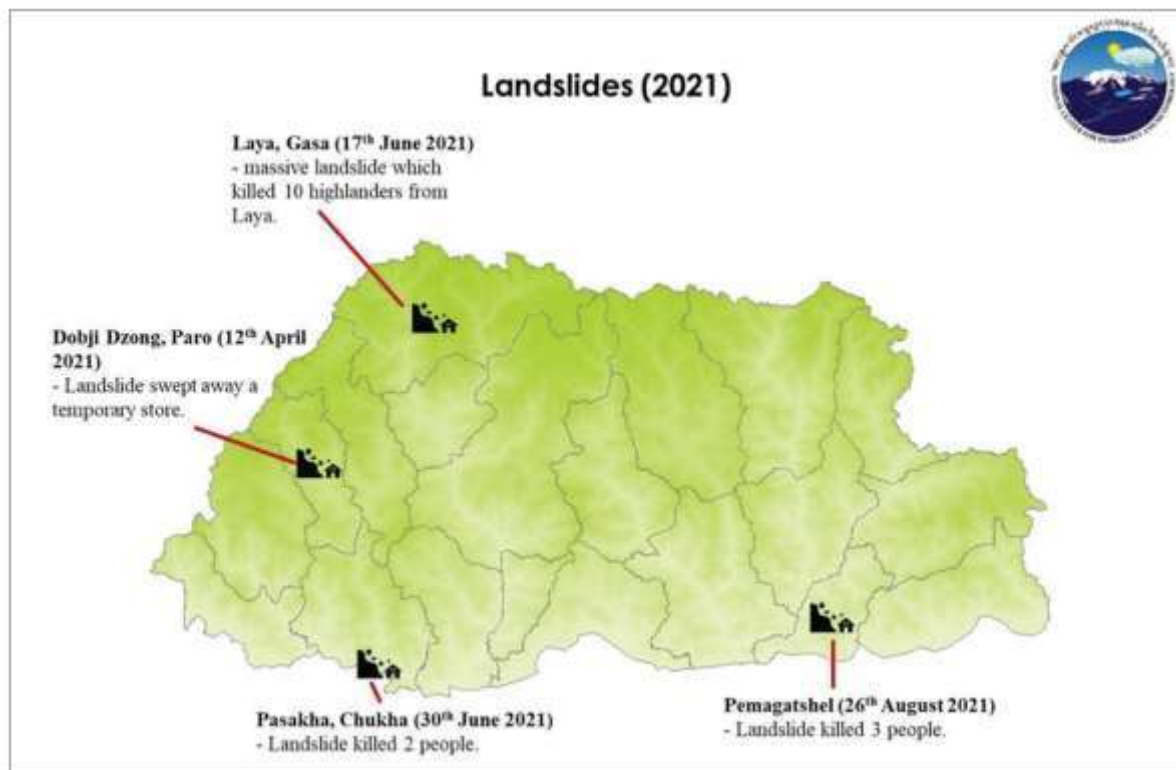 Landslides (2021)
Laya, Gasa (17th June 2021)
- massive landslide which
killed 10 highlanders from
Laya.
Dobji Dzong, Paro (12th April
2021)
- Landslide swept away a
temporary store.
Pasakha, Chukha (30th June 2021)
- Landslide killed 2 people.
Pemagatshel (26th August 2021)
- Landslide killed 3 people.